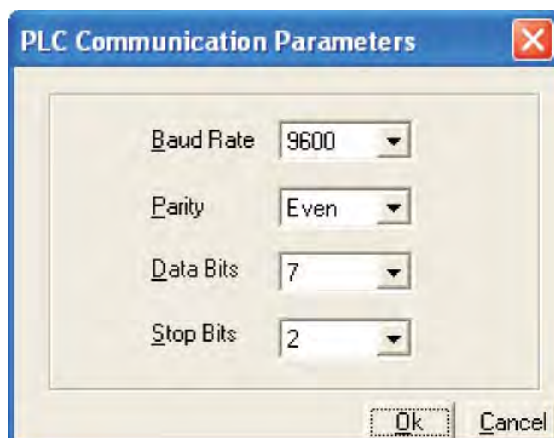 PLC Communication Parameters
Baud Rate 9600
Parity Even
Data Bits 7
Stop Bits 2
Ok Cancel